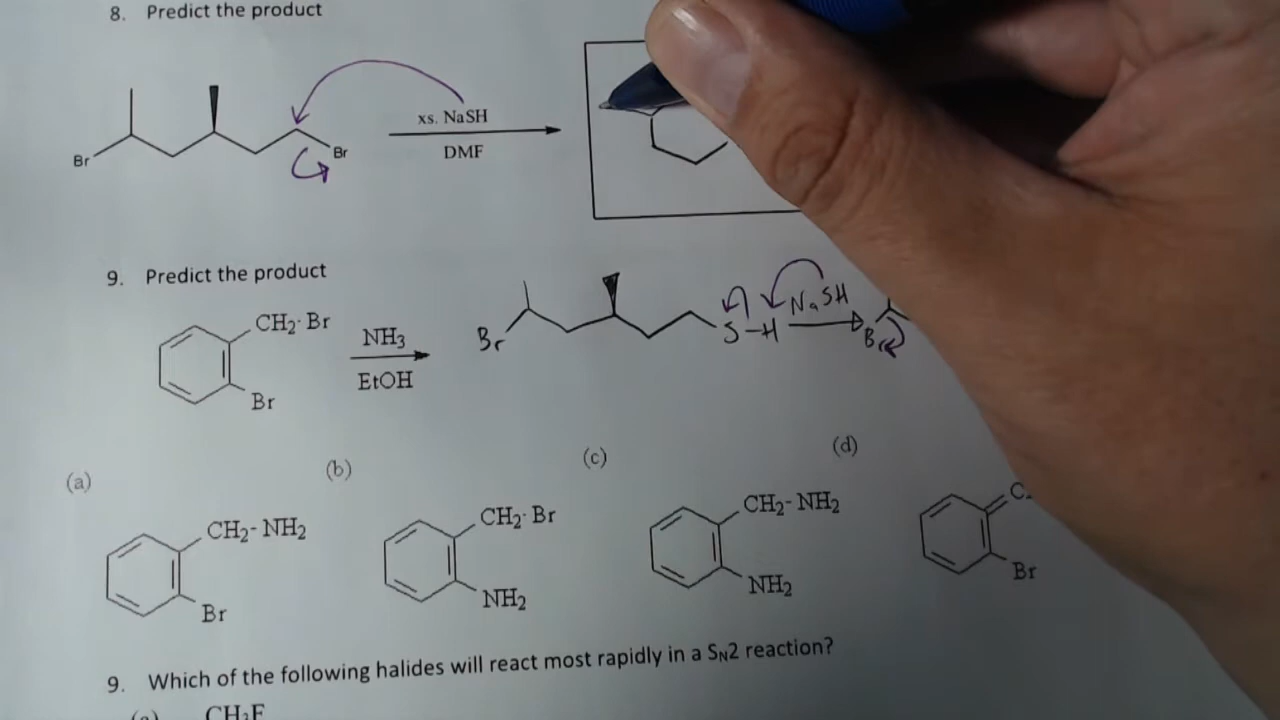 8. Predict the product
Br
Br
xs. NaSH
DMF
9. Predict the product
CH₂-Br
Br
NH₃
EtOH
Br
S-H
NaSH
Br
(a)
(b)
(c)
(d)
CH₂-NH₂
Br
CH₂-Br
NH₂
CH₂-NH₂
NH₂
Br
9. Which of the following halides will react most rapidly in a SN2 reaction?
CH₃F